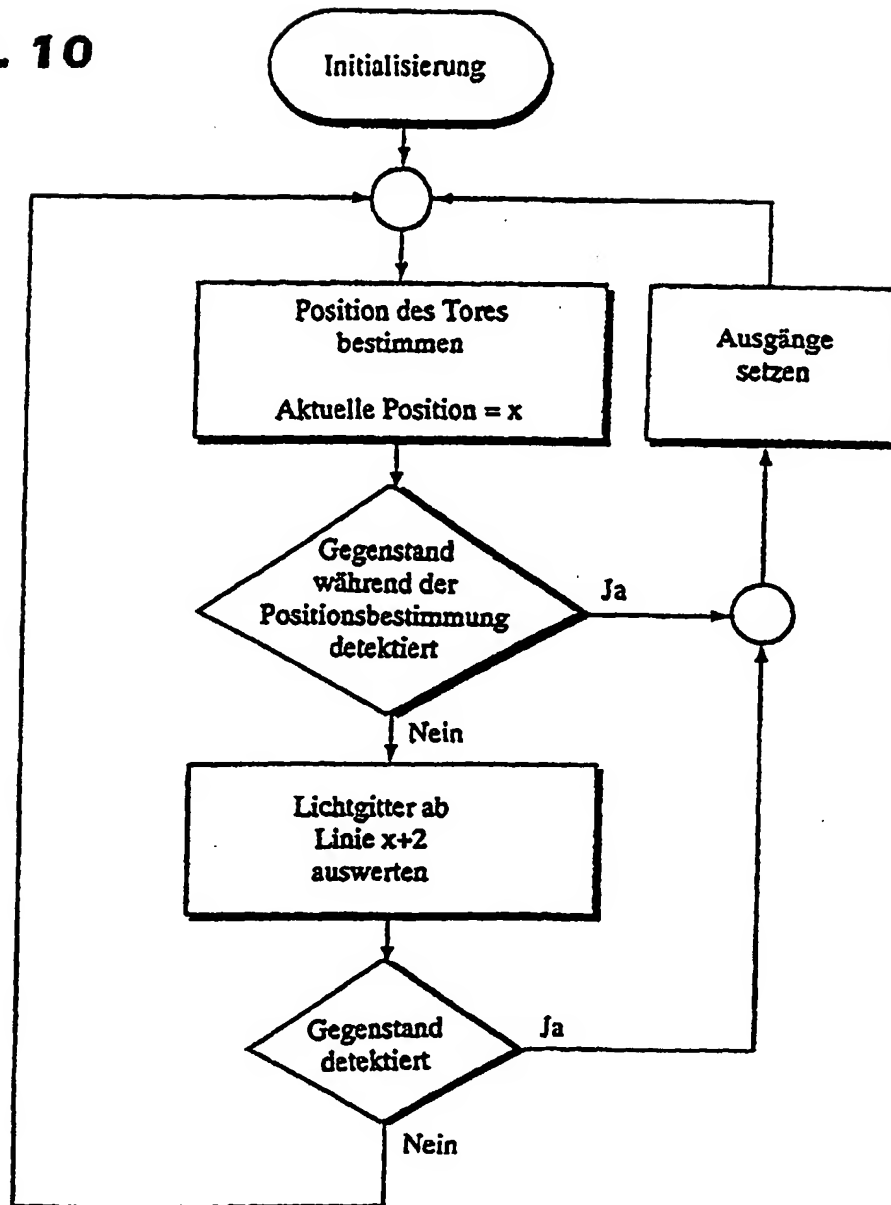 . 10
Initialisierung
Position des Tores
bestimmen
Aktuelle Position = x
Ausgänge
setzen
Gegenstand
während der
Positionsbestimmung
detektiert
Ja
Nein
Lichtgitter ab
Linie x+2
auswerten
Gegenstand
detektiert
Ja
Nein